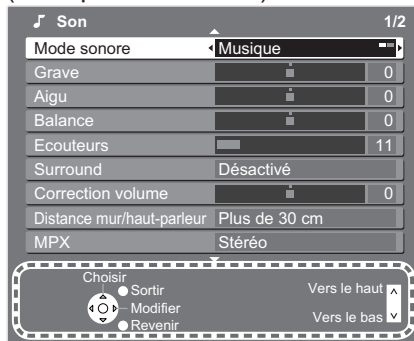 Son 1/2
Mode sonore Musique
Grave 0
Aigu 0
Balance 0
Ecouteurs 11
Surround Désactivé
Correction volume 0
Distance mur/haut-parleur Plus de 30 cm
MPX Stéréo
Choisir
Sortir Vers le haut
Modifier
Vers le bas
Revenir